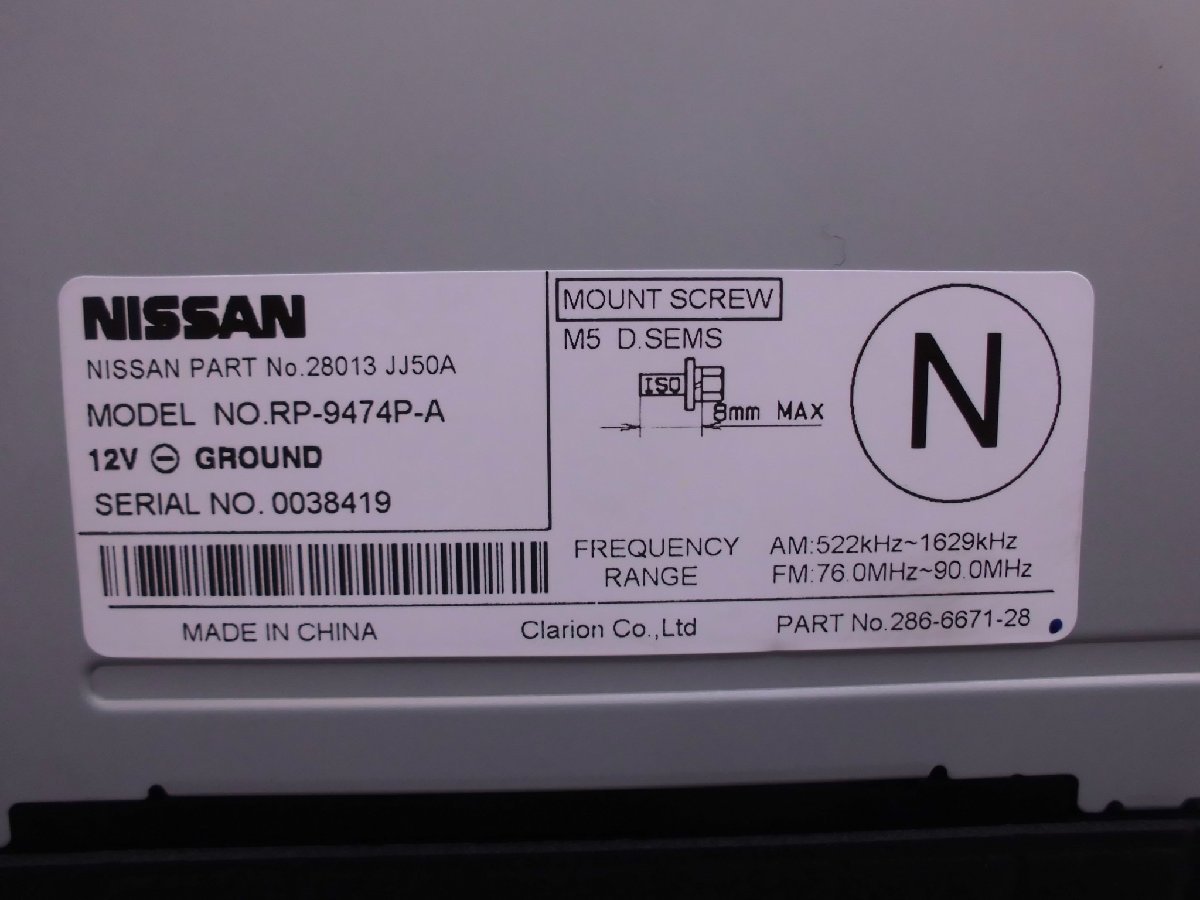 NISSAN
NISSAN PART No.28013 JJ50A
MODEL NO.RP-9474P-A
12V ⊖ GROUND
SERIAL NO. 0038419
MOUNT SCREW
M5 D.SEMS
ISO
8mm MAX
N
FREQUENCY RANGE
AM:522kHz~1629kHz
FM:76.0MHz~90.0MHz
MADE IN CHINA
Clarion Co.,Ltd
PART No.286-6671-28